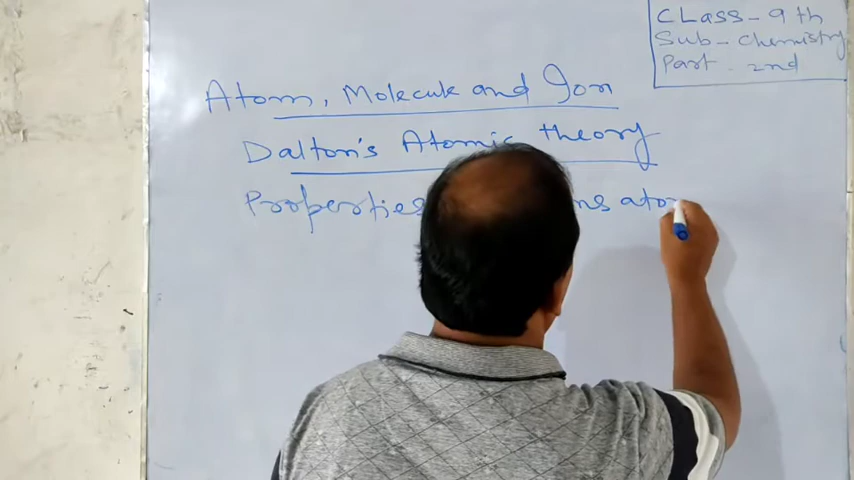 CLass - 9th
Sub - chemistry
Part - 2nd
Atom, Molecule and Ion
Dalton's Atomic theory
Properties